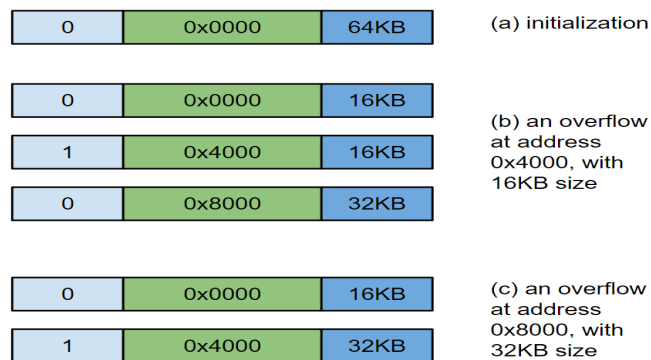 0 0x0000 64KB
(a) initialization
0 0x0000 16KB
1 0x4000 16KB
0 0x8000 32KB
(b) an overflow
at address
0x4000, with
16KB size
0 0x0000 16KB
1 0x4000 32KB
(c) an overflow
at address
0x8000, with
32KB size